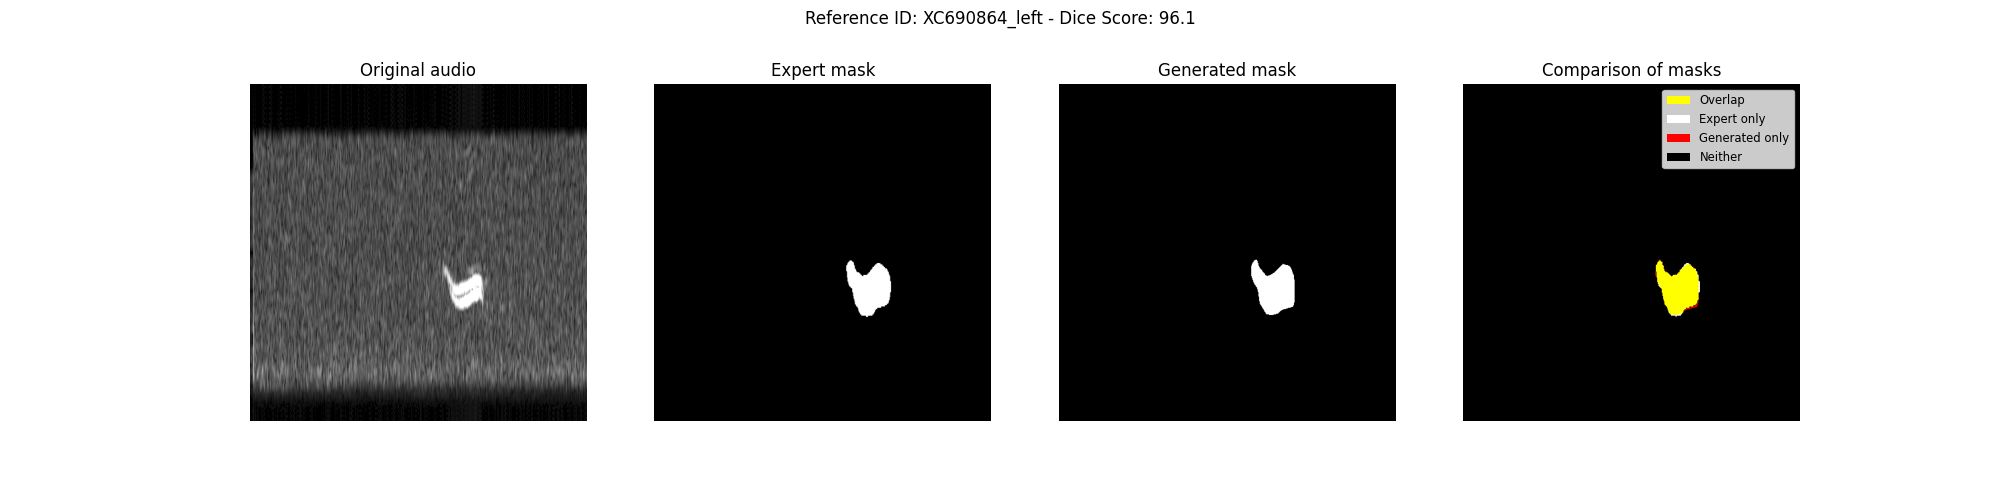 Reference ID: XC690864_left - Dice Score: 96.1
Original audio
Expert mask
Generated mask
Comparison of masks
Overlap
Expert only
Generated only
Neither